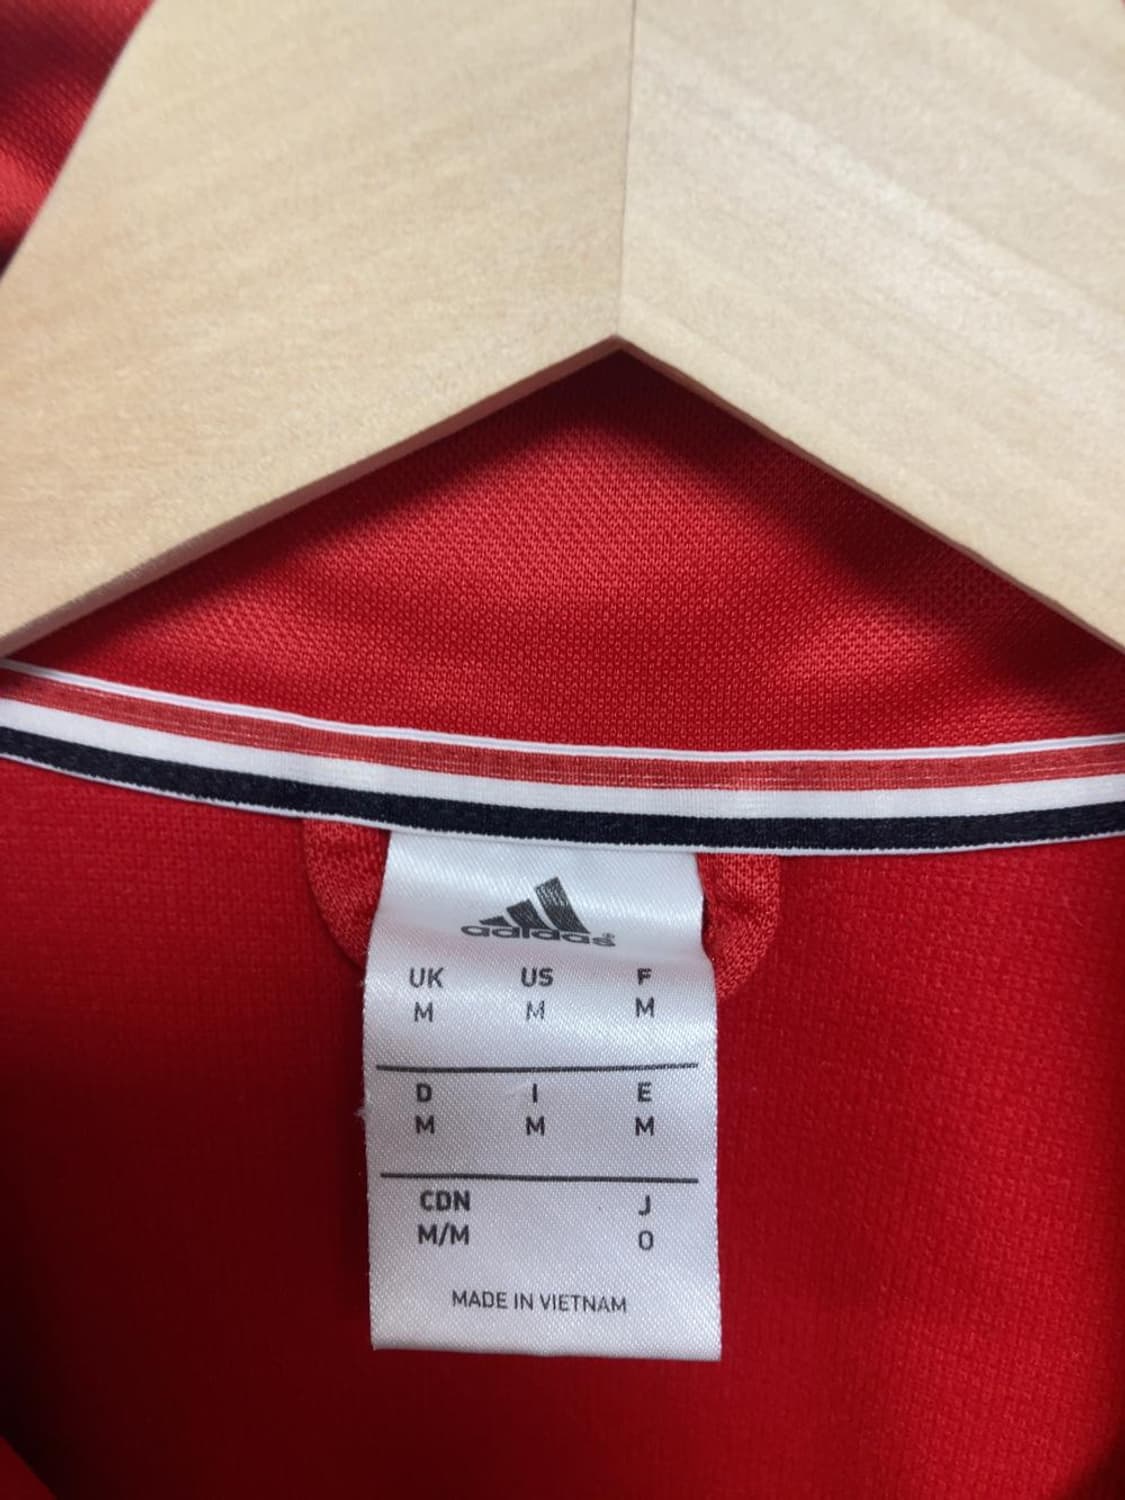 adidas®
UK US F
M M M
D I E
M M M
CDN J
M/M O
MADE IN VIETNAM